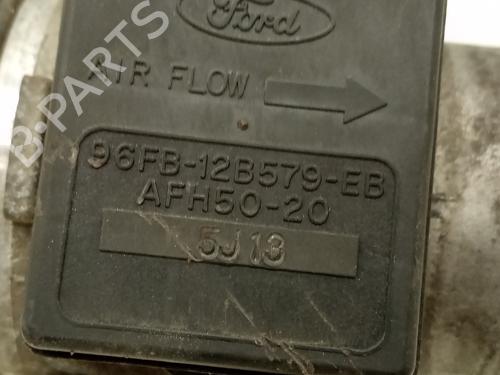 Ford
AIR FLOW
96FB-12B579-EB
AFH50-20
5J13
B-PARTS